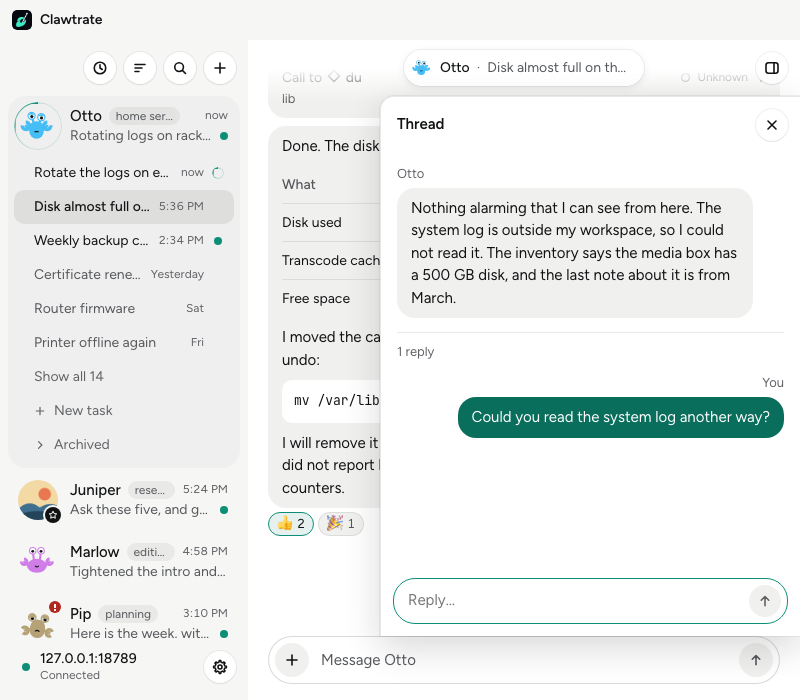 Clawtrate
Otto home ser... now
Rotating logs on rack...
Rotate the logs on e... now
Disk almost full o... 5:36 PM
Weekly backup c... 2:34 PM
Certificate rene... Yesterday
Router firmware Sat
Printer offline again Fri
Show all 14
New task
Archived
Juniper rese... 5:24 PM
Ask these five, and g...
Marlow editi... 4:58 PM
Tightened the intro and...
Pip planning 3:10 PM
Here is the week. wit...
127.0.0.1:18789
Connected
Otto · Disk almost full on th...
Call to du Unknown
lib
Done. The disk
What
Disk used
Transcode cach
Free space
I moved the ca
undo:
mv /var/lib
I will remove it
did not report
counters.
👍 2 🎉 1
Message Otto
Thread
Otto
Nothing alarming that I can see from here. The
system log is outside my workspace, so I could
not read it. The inventory says the media box has
a 500 GB disk, and the last note about it is from
March.
1 reply
You
Could you read the system log another way?
Reply...